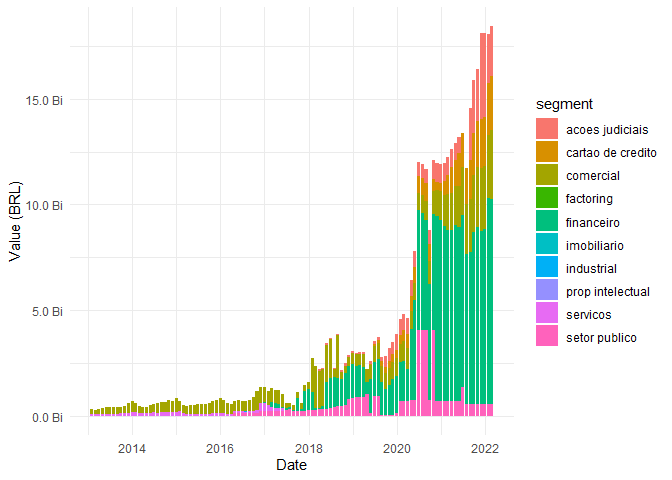 Value (BRL)
15.0 Bi
10.0 Bi
5.0 Bi
0.0 Bi
2014
2016
2018
2020
2022
Date
segment
acoes judiciais
cartao de credito
comercial
factoring
financeiro
imobiliario
industrial
prop intelectual
servicos
setor publico